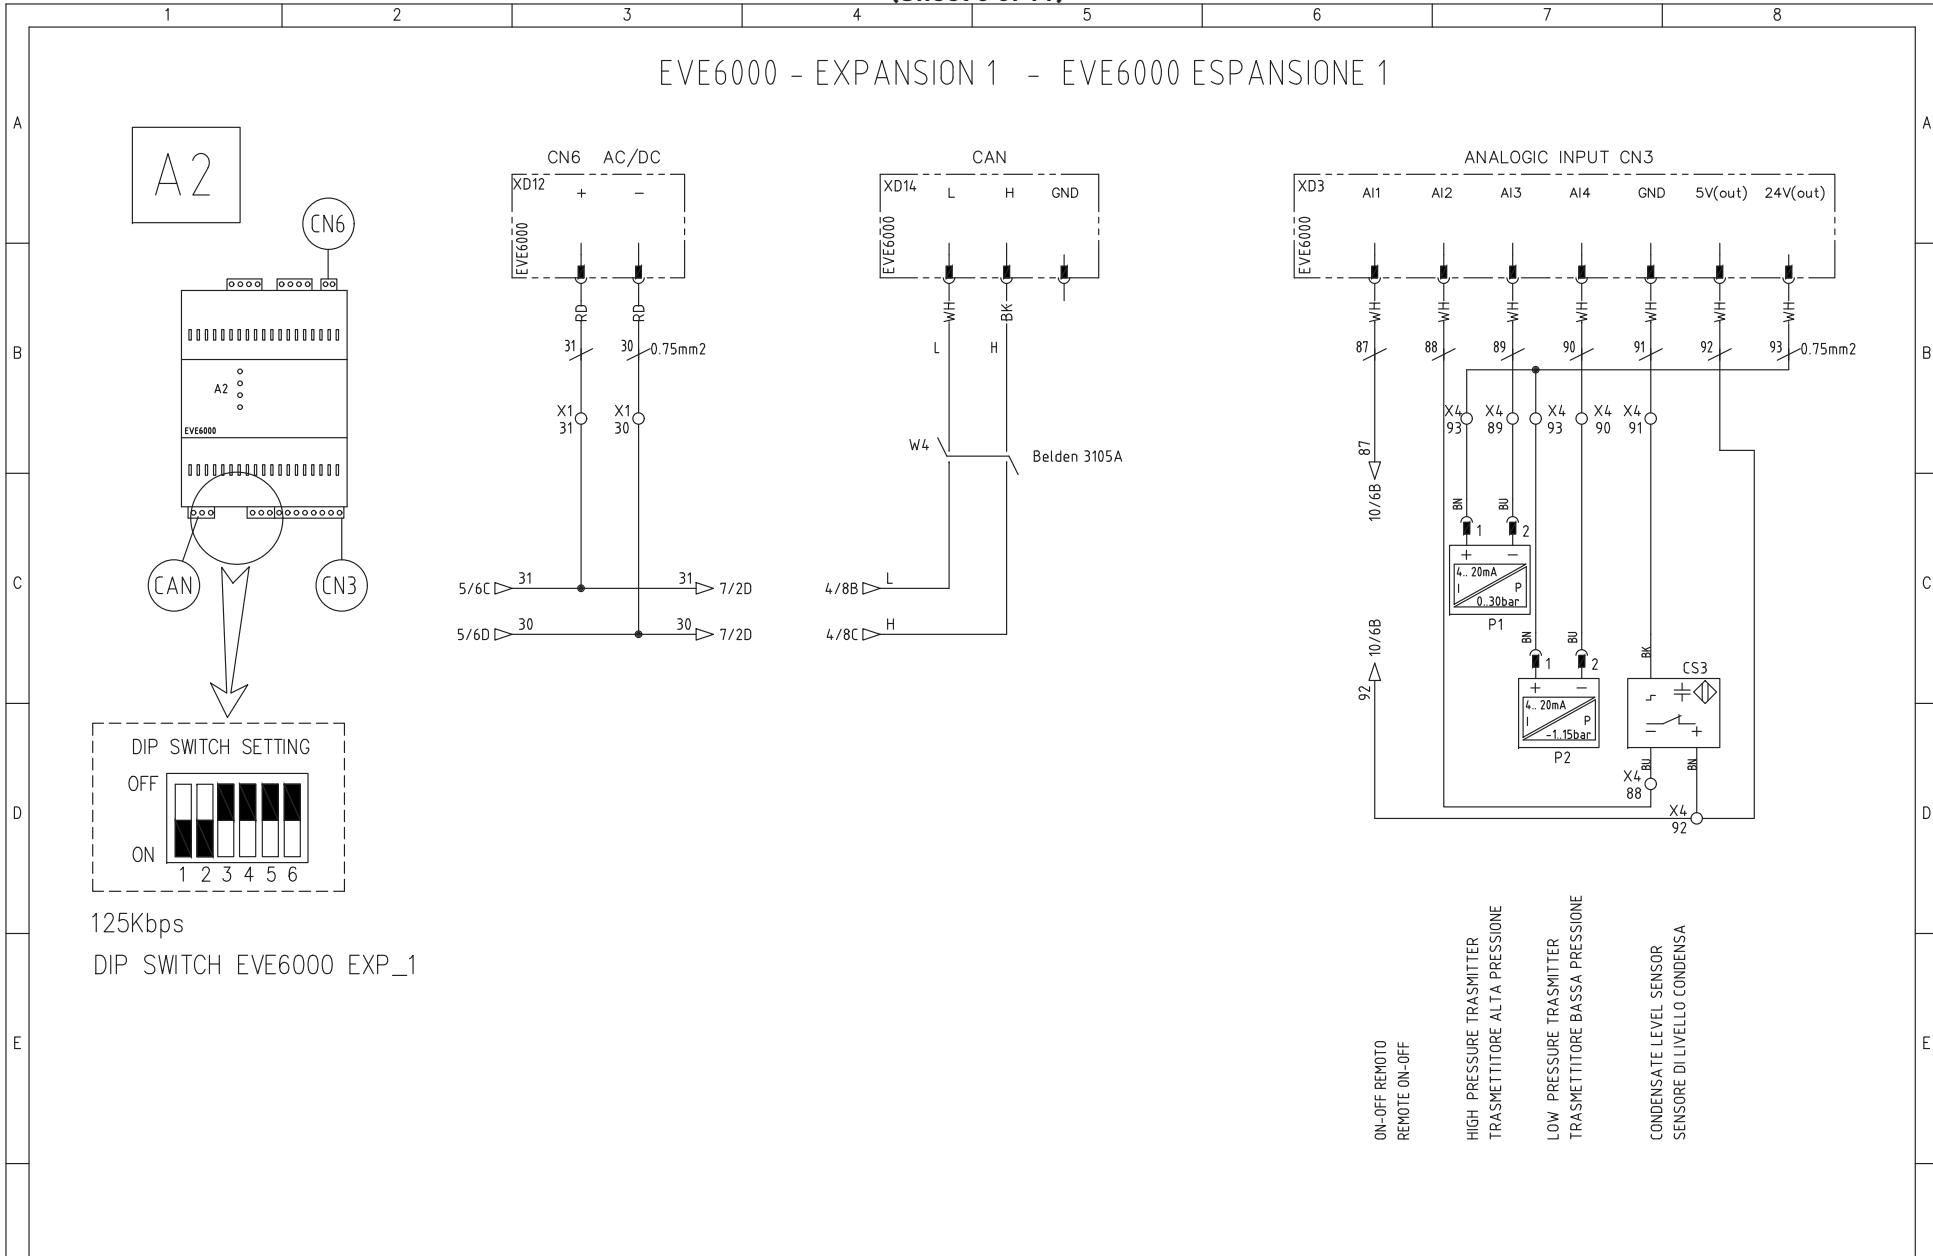 1 2 3 4 5 6 7 8
EVE6000 - EXPANSION 1 - EVE6000 ESPANSIONE 1
A A
A2
CN6
A2
EVE6000
CAN
CN3
CN6 AC/DC
XD12 + −
EVE6000
RD RD
31 30 0.75mm2
X1 X1
31 30
5/6C 31 31 7/2D
5/6D 30 30 7/2D
CAN
XD14 L H GND
EVE6000
WH BK
L H
W4 Belden 3105A
4/8B L
4/8C H
ANALOGIC INPUT CN3
XD3 AI1 AI2 AI3 AI4 GND 5V(out) 24V(out)
EVE6000
WH WH WH WH WH WH WH
B B
87 88 89 90 91 92 93 0.75mm2
X4 X4 X4 X4 X4
93 89 93 90 91
87
10/6B
BN BU
1 2
+ −
4.. 20mA
I P
0..30bar
P1
C C
10/6B
92
BN BU
1 2
+ −
4.. 20mA
I P
-1..15bar
P2
BK
CS3
− +
BU BN
X4
88
X4
92
D D
DIP SWITCH SETTING
OFF
ON
1 2 3 4 5 6
125Kbps
DIP SWITCH EVE6000 EXP_1
E E
ON-OFF REMOTO
REMOTE ON-OFF
HIGH PRESSURE TRASMITTER
TRASMETTITORE ALTA PRESSIONE
LOW PRESSURE TRASMITTER
TRASMETTITORE BASSA PRESSIONE
CONDENSATE LEVEL SENSOR
SENSORE DI LIVELLO CONDENSA